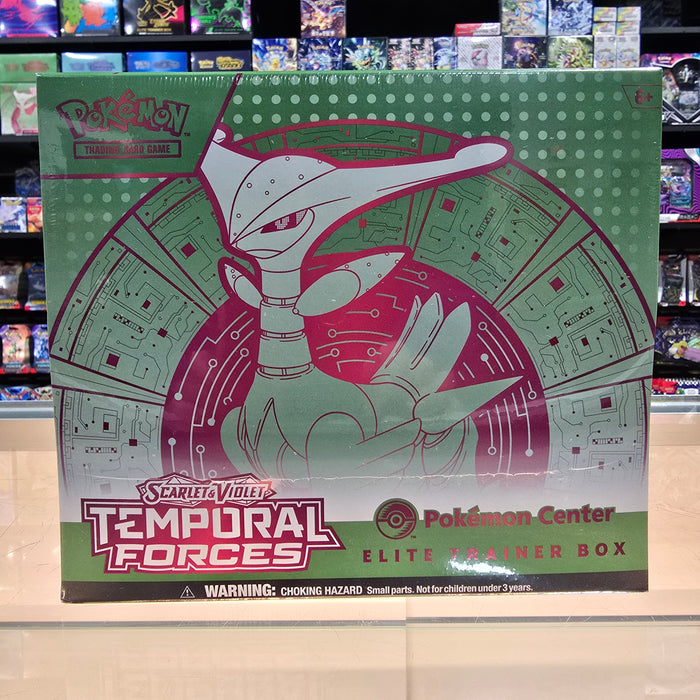 POKéMON
TRADING CARD GAME
6+
SCARLET & VIOLET
TEMPORAL
FORCES
Pokémon Center
ELITE TRAINER BOX
WARNING: CHOKING HAZARD Small parts. Not for children under 3 years.